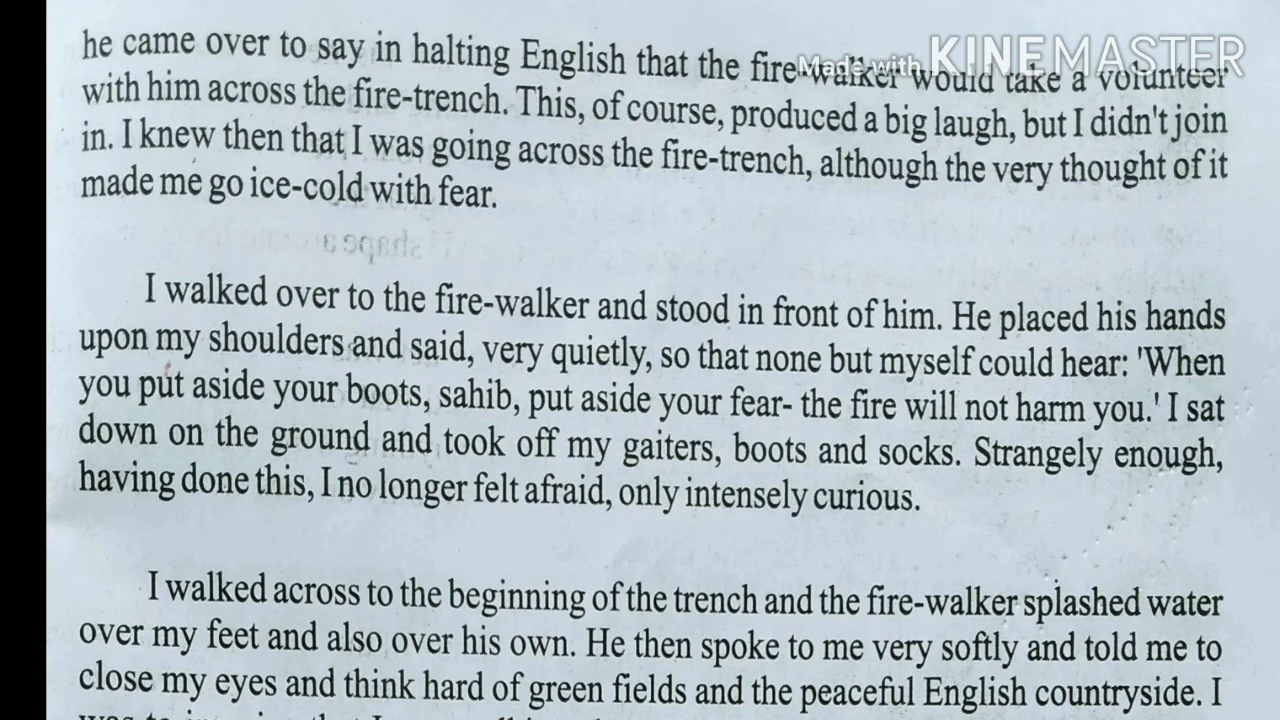 he came over to say in halting English that the fire-walker would take a volunteer
Made with KINEMASTER
with him across the fire-trench. This, of course, produced a big laugh, but I didn't join
in. I knew then that I was going across the fire-trench, although the very thought of it
made me go ice-cold with fear.
I walked over to the fire-walker and stood in front of him. He placed his hands
upon my shoulders and said, very quietly, so that none but myself could hear: 'When
you put aside your boots, sahib, put aside your fear- the fire will not harm you.' I sat
down on the ground and took off my gaiters, boots and socks. Strangely enough,
having done this, I no longer felt afraid, only intensely curious.
I walked across to the beginning of the trench and the fire-walker splashed water
over my feet and also over his own. He then spoke to me very softly and told me to
close my eyes and think hard of green fields and the peaceful English countryside. I